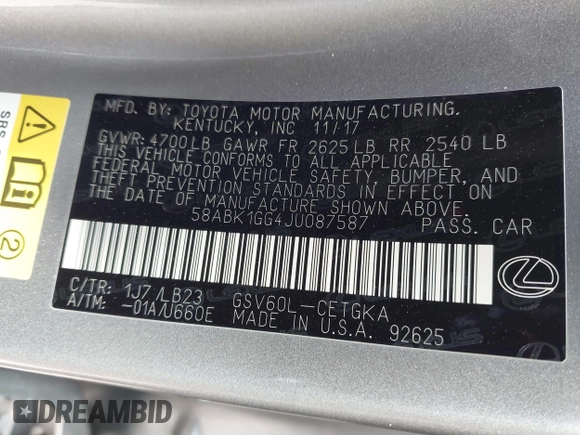 MFD. BY: TOYOTA MOTOR MANUFACTURING.
KENTUCKY, INC 11/17
GVWR: 4700LB GAWR FR 2625LB RR 2540 LB
THIS VEHICLE CONFORMS TO ALL APPLICABLE
FEDERAL MOTOR VEHICLE SAFETY, BUMPER, AND
THEFT PREVENTION STANDARDS IN EFFECT ON
THE DATE OF MANUFACTURE SHOWN ABOVE.
58ABK1GG4JU087587 PASS. CAR
C/TR: 1J7/LB23 GSV60L-CETGKA
A/TM: -01A/U660E MADE IN U.S.A. 92625
SRS
2
DREAMBID